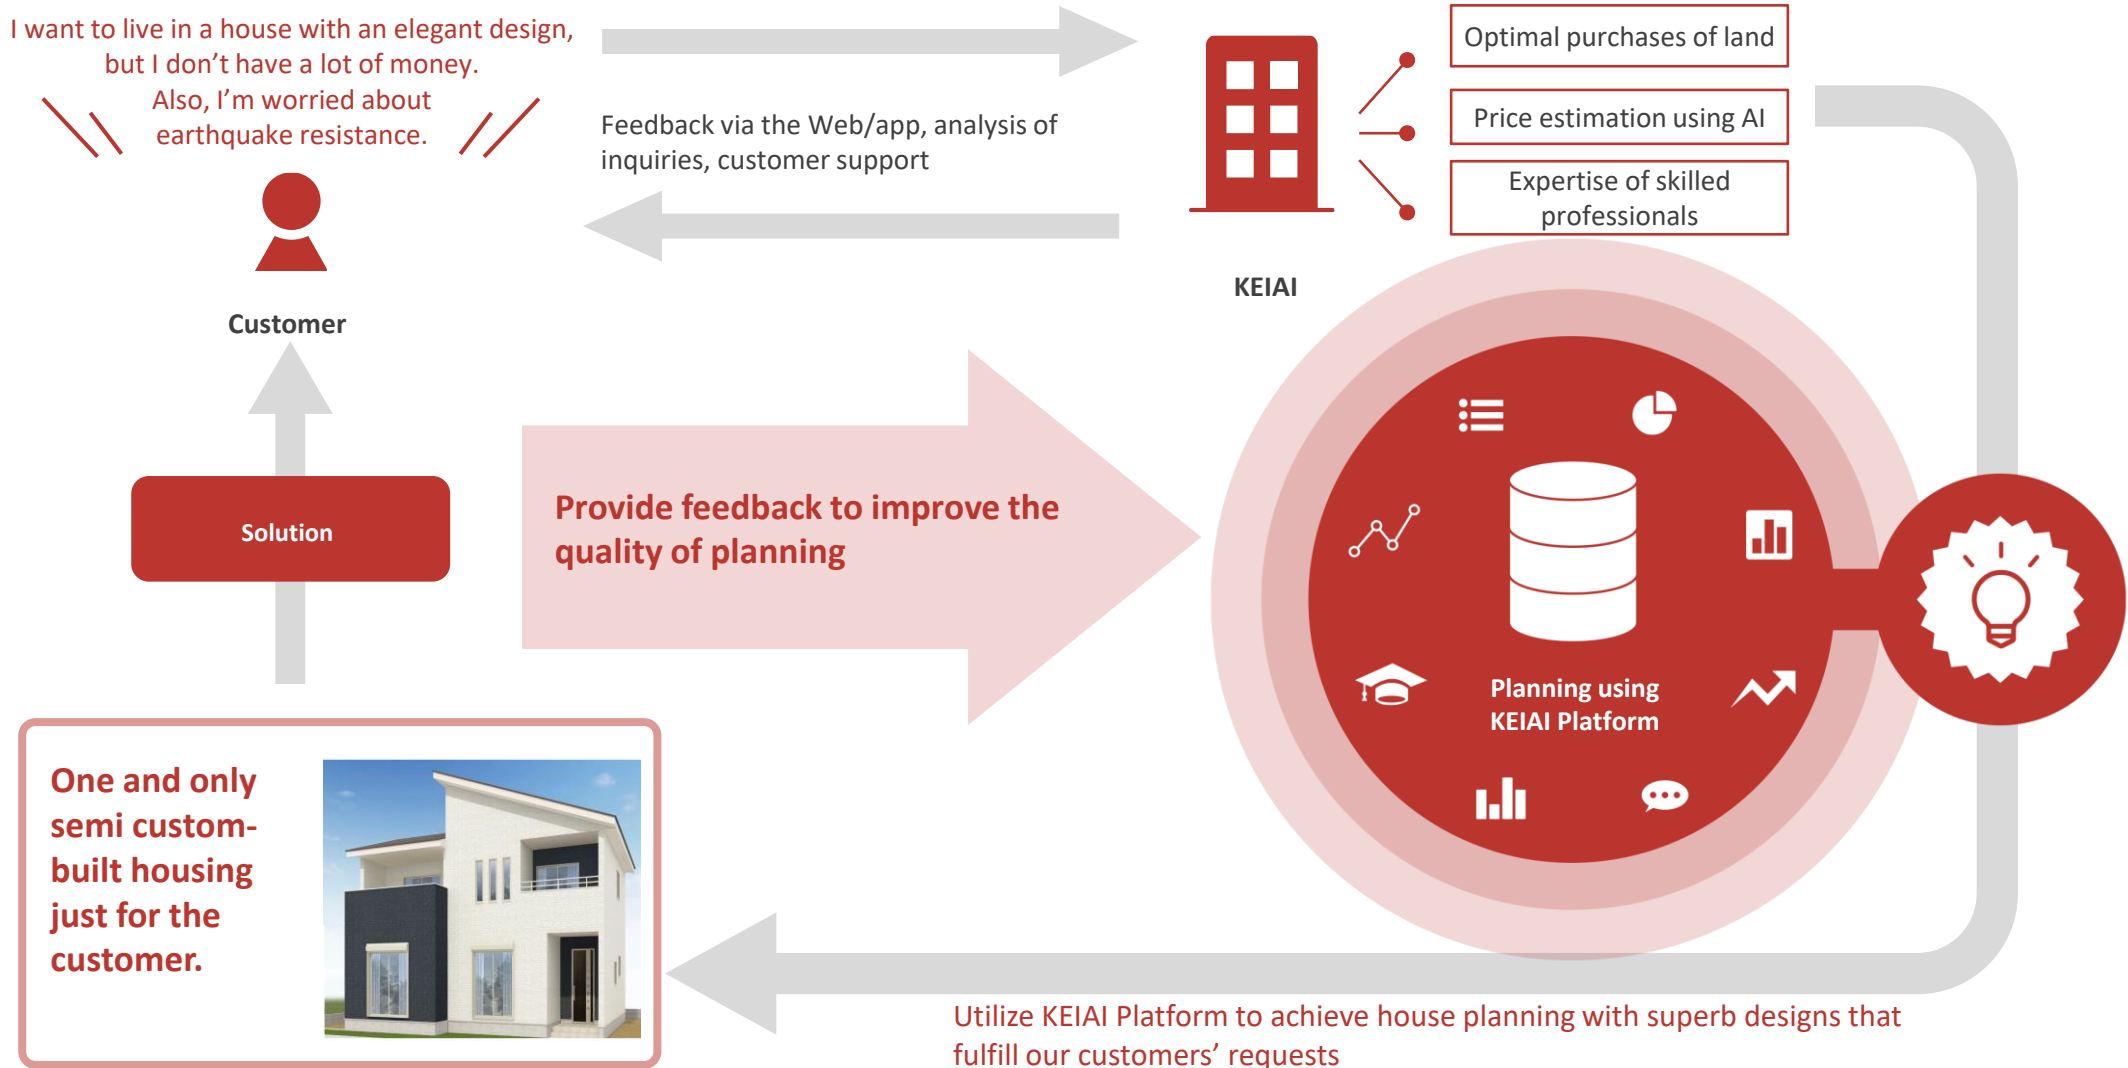 I want to live in a house with an elegant design,
but I don’t have a lot of money.
Also, I’m worried about
earthquake resistance.
Customer
Feedback via the Web/app, analysis of
inquiries, customer support
KEIAI
Optimal purchases of land
Price estimation using AI
Expertise of skilled
professionals
Solution
Provide feedback to improve the
quality of planning
Planning using
KEIAI Platform
One and only
semi custom-
built housing
just for the
customer.
Utilize KEIAI Platform to achieve house planning with superb designs that
fulfill our customers’ requests